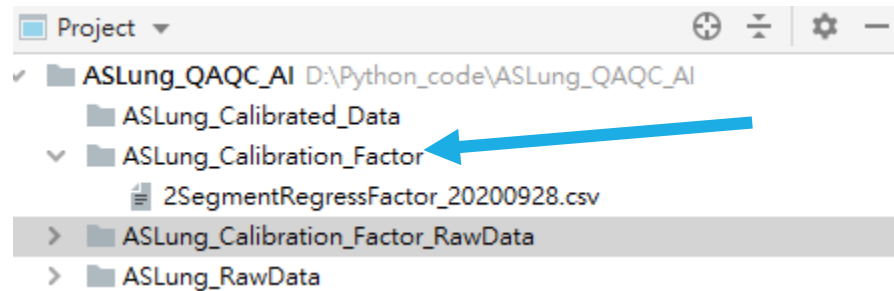 Project
ASLung_QAQC_AI D:\Python_code\ASLung_QAQC_AI
ASLung_Calibrated_Data
ASLung_Calibration_Factor
2SegmentRegressFactor_20200928.csv
ASLung_Calibration_Factor_RawData
ASLung_RawData